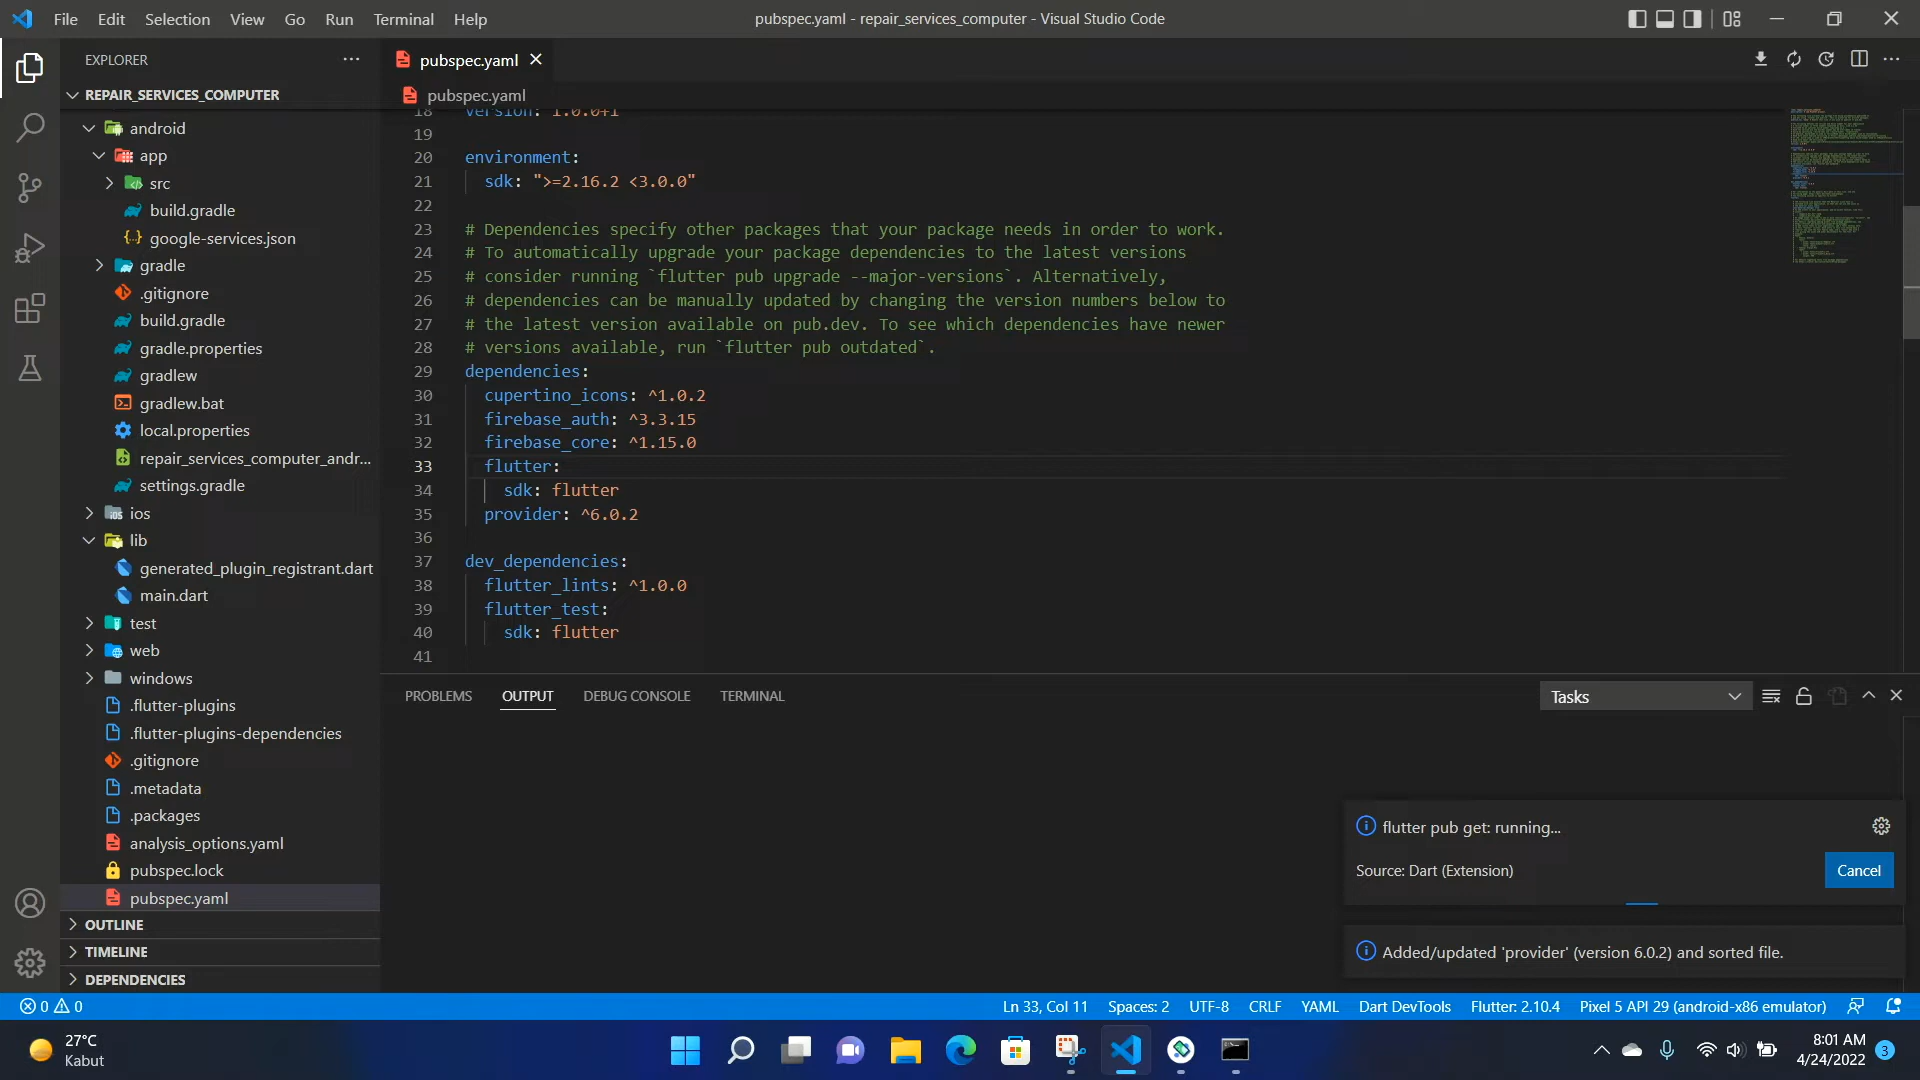 File Edit Selection View Go Run Terminal Help
pubspec.yaml - repair_services_computer - Visual Studio Code
EXPLORER
REPAIR_SERVICES_COMPUTER
android
app
src
build.gradle
google-services.json
gradle
.gitignore
build.gradle
gradle.properties
gradlew
gradlew.bat
local.properties
repair_services_computer_andr...
settings.gradle
ios
lib
generated_plugin_registrant.dart
main.dart
test
web
windows
.flutter-plugins
.flutter-plugins-dependencies
.gitignore
.metadata
.packages
analysis_options.yaml
pubspec.lock
pubspec.yaml
OUTLINE
TIMELINE
DEPENDENCIES
pubspec.yaml
pubspec.yaml
18 version: 1.0.0+1
19
20 environment:
21 sdk: ">=2.16.2 <3.0.0"
22
23 # Dependencies specify other packages that your package needs in order to work.
24 # To automatically upgrade your package dependencies to the latest versions
25 # consider running `flutter pub upgrade --major-versions`. Alternatively,
26 # dependencies can be manually updated by changing the version numbers below to
27 # the latest version available on pub.dev. To see which dependencies have newer
28 # versions available, run `flutter pub outdated`.
29 dependencies:
30 cupertino_icons: ^1.0.2
31 firebase_auth: ^3.3.15
32 firebase_core: ^1.15.0
33 flutter:
34 sdk: flutter
35 provider: ^6.0.2
36
37 dev_dependencies:
38 flutter_lints: ^1.0.0
39 flutter_test:
40 sdk: flutter
41
PROBLEMS OUTPUT DEBUG CONSOLE TERMINAL
Tasks
flutter pub get: running...
Source: Dart (Extension)
Cancel
Added/updated 'provider' (version 6.0.2) and sorted file.
0 0
Ln 33, Col 11 Spaces: 2 UTF-8 CRLF YAML Dart DevTools Flutter: 2.10.4 Pixel 5 API 29 (android-x86 emulator)
27°C
Kabut
8:01 AM
4/24/2022
3